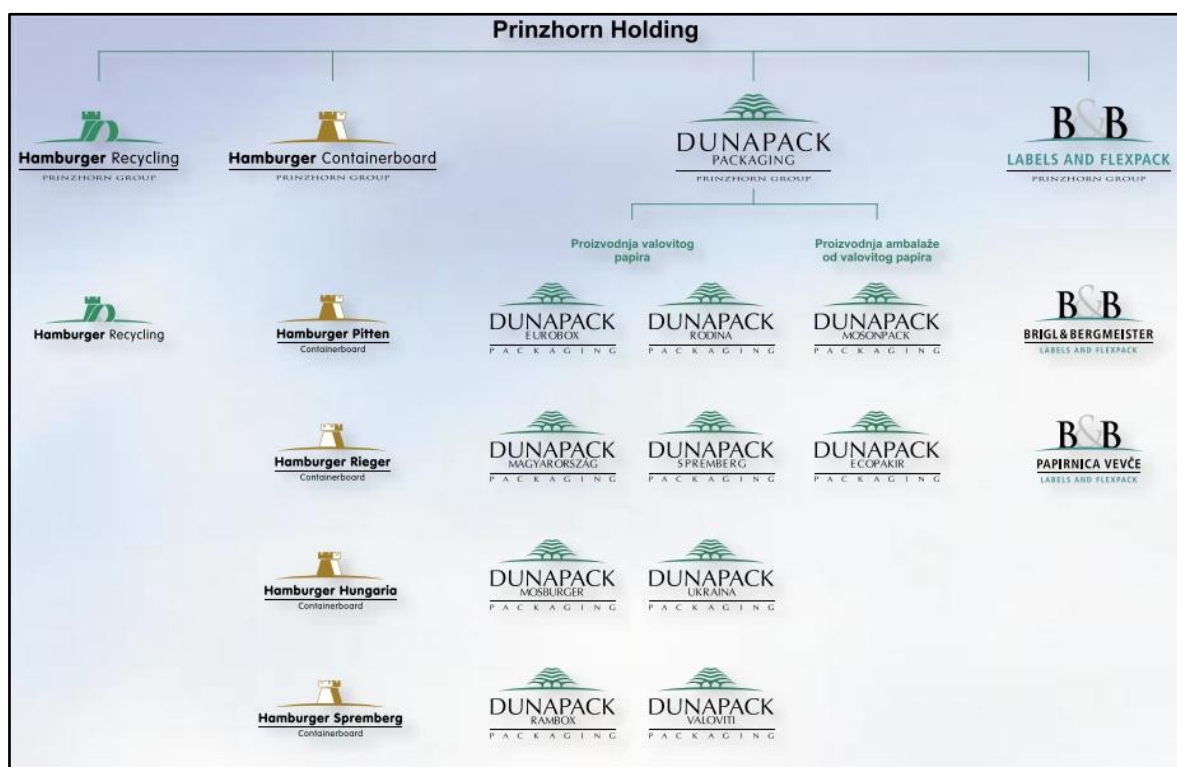 Prinzhorn Holding
Hamburger Recycling
PRINZHORN GROUP
Hamburger Containerboard
PRINZHORN GROUP
DUNAPACK
PACKAGING
PRINZHORN GROUP
B&B
LABELS AND FLEXPACK
PRINZHORN GROUP
Proizvodnja valovitog
papira
Proizvodnja ambalaže
od valovitog papira
Hamburger Recycling
Hamburger Pitten
Containerboard
DUNAPACK
EUROBOX
PACKAGING
DUNAPACK
RODINA
PACKAGING
DUNAPACK
MOSONPACK
PACKAGING
B&B
BRIGL&BERGMEISTER
LABELS AND FLEXPACK
Hamburger Rieger
Containerboard
DUNAPACK
MAGYARORSZÁG
PACKAGING
DUNAPACK
SPREMBERG
PACKAGING
DUNAPACK
ECOPAKIR
PACKAGING
B&B
PAPIRNICA VEVČE
LABELS AND FLEXPACK
Hamburger Hungaria
Containerboard
DUNAPACK
MOSBURGER
PACKAGING
DUNAPACK
UKRAINA
PACKAGING
Hamburger Spremberg
Containerboard
DUNAPACK
RAMBOX
PACKAGING
DUNAPACK
VALOVITI
PACKAGING